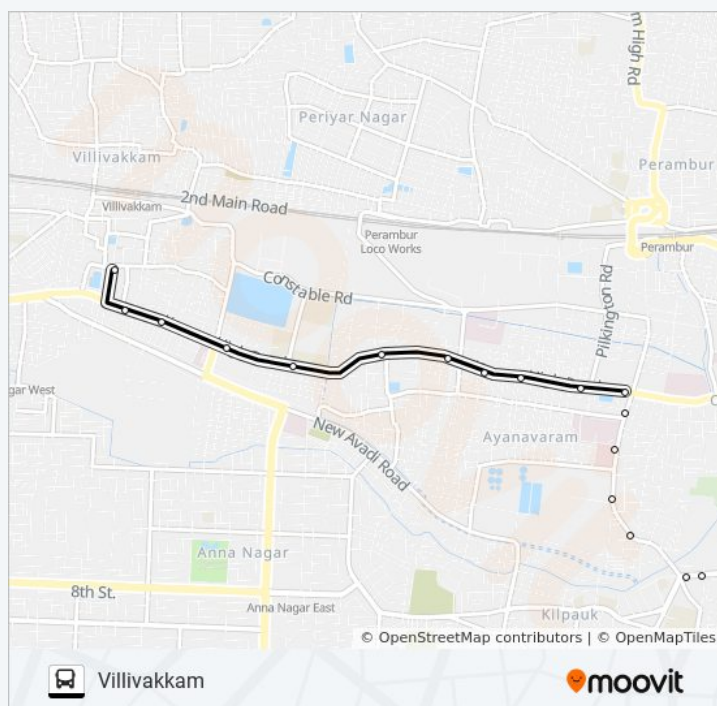 m High Rd
Periyar Nagar
Villivakkam
Perambur
2nd Main Road
Villivakkam
Perambur
Loco Works
Perambur
Constable Rd
Pilkington Rd
gar West
C
New Avadi Road
Ayanavaram
Anna Nagar
8th St.
Anna Nagar East
Kilpauk
© OpenStreetMap contributors | © OpenMapTiles
Villivakkam
moovit